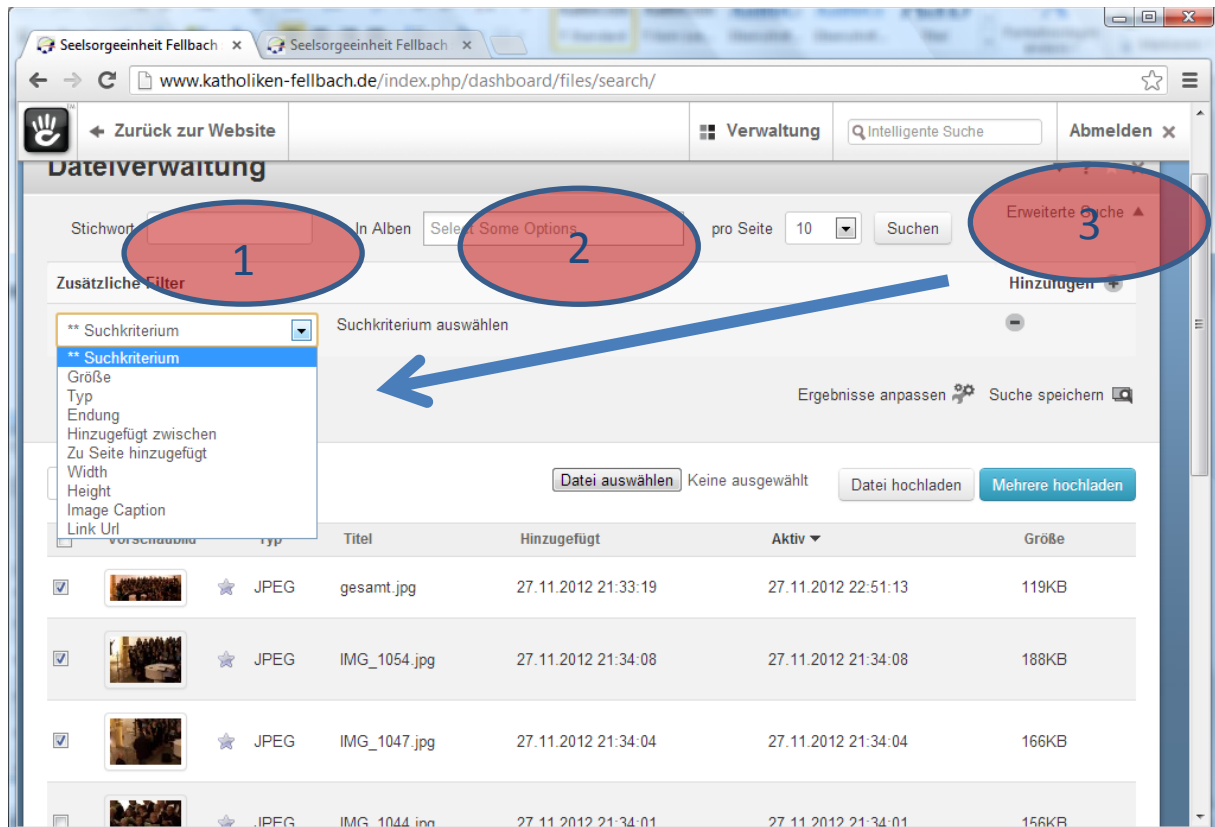 Seelsorgeeinheit Fellbach × Seelsorgeeinheit Fellbach ×
www.katholiken-fellbach.de/index.php/dashboard/files/search/
Zurück zur Website Verwaltung Intelligente Suche Abmelden ×
Dateiverwaltung
Erweiterte Suche ▲
Stichwort In Alben Select Some Options pro Seite 10 Suchen
1 2 3
Zusätzliche Filter Hinzufügen
** Suchkriterium Suchkriterium auswählen
** Suchkriterium
Größe
Typ
Endung
Hinzugefügt zwischen
Zu Seite hinzugefügt
Width
Height
Image Caption
Link Url
Ergebnisse anpassen Suche speichern
Datei auswählen Keine ausgewählt Datei hochladen Mehrere hochladen
Vorschaubild Typ Titel Hinzugefügt Aktiv ▼ Größe
JPEG gesamt.jpg 27.11.2012 21:33:19 27.11.2012 22:51:13 119KB
JPEG IMG_1054.jpg 27.11.2012 21:34:08 27.11.2012 21:34:08 188KB
JPEG IMG_1047.jpg 27.11.2012 21:34:04 27.11.2012 21:34:04 166KB
JPEG IMG_1044.jpg 27.11.2012 21:34:01 27.11.2012 21:34:01 156KB